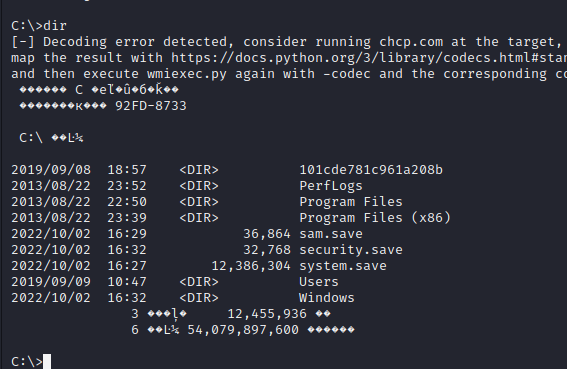 C:\>dir
[-] Decoding error detected, consider running chcp.com at the target,
map the result with https://docs.python.org/3/library/codecs.html#stan
and then execute wmiexec.py again with -codec and the corresponding co
C
92FD-8733
C:\
2019/09/08 18:57 <DIR> 101cde781c961a208b
2013/08/22 23:52 <DIR> PerfLogs
2013/08/22 22:50 <DIR> Program Files
2013/08/22 23:39 <DIR> Program Files (x86)
2022/10/02 16:29 36,864 sam.save
2022/10/02 16:32 32,768 security.save
2022/10/02 16:27 12,386,304 system.save
2019/09/09 10:47 <DIR> Users
2022/10/02 16:32 <DIR> Windows
3 12,455,936
6 54,079,897,600
C:\>